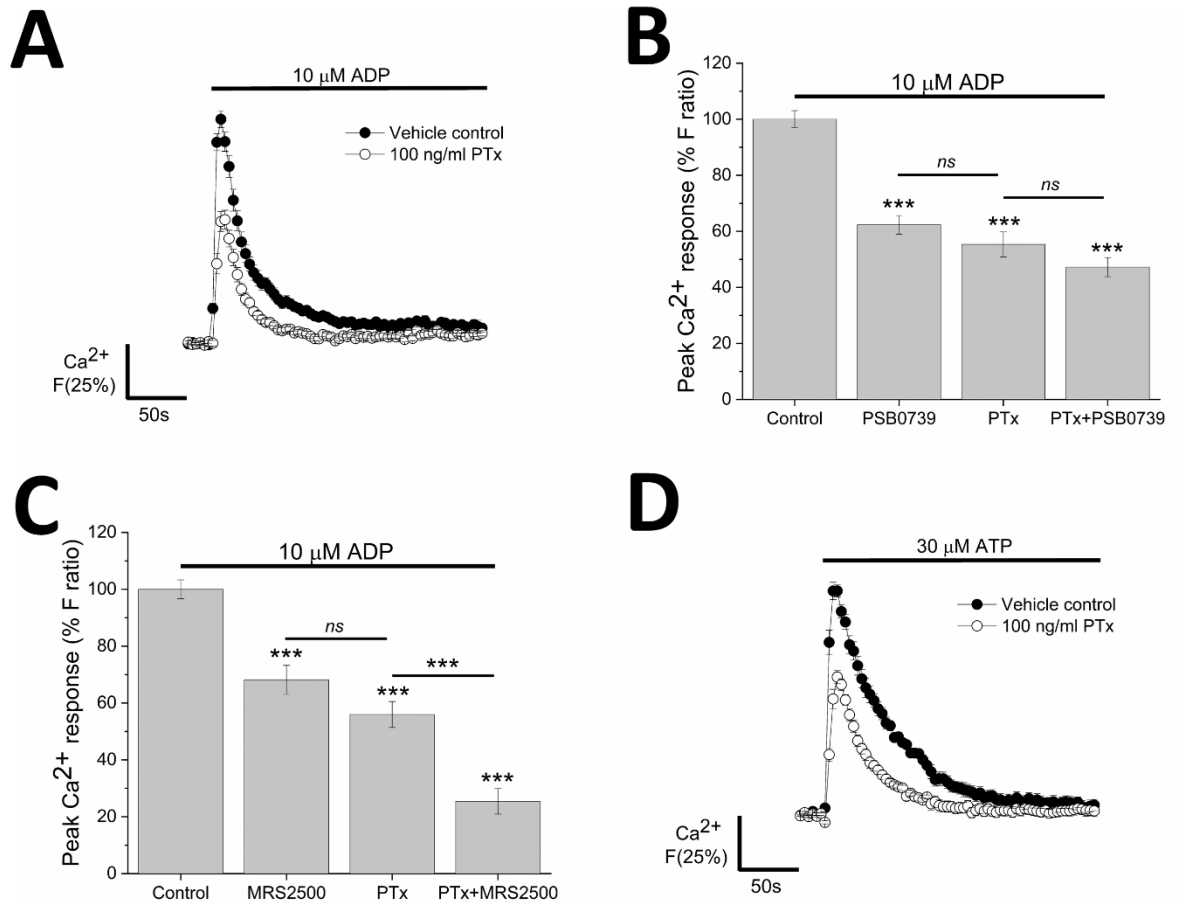 A
10 μM ADP
Vehicle control
100 ng/ml PTx
Ca2+
F(25%)
50s
B
Peak Ca2+ response (% F ratio)
120
100
80
60
40
20
0
10 μM ADP
ns
ns
***
***
***
Control
PSB0739
PTx
PTx+PSB0739
C
Peak Ca2+ response (% F ratio)
120
100
80
60
40
20
0
10 μM ADP
ns
***
***
***
***
Control
MRS2500
PTx
PTx+MRS2500
D
30 μM ATP
Vehicle control
100 ng/ml PTx
Ca2+
F(25%)
50s